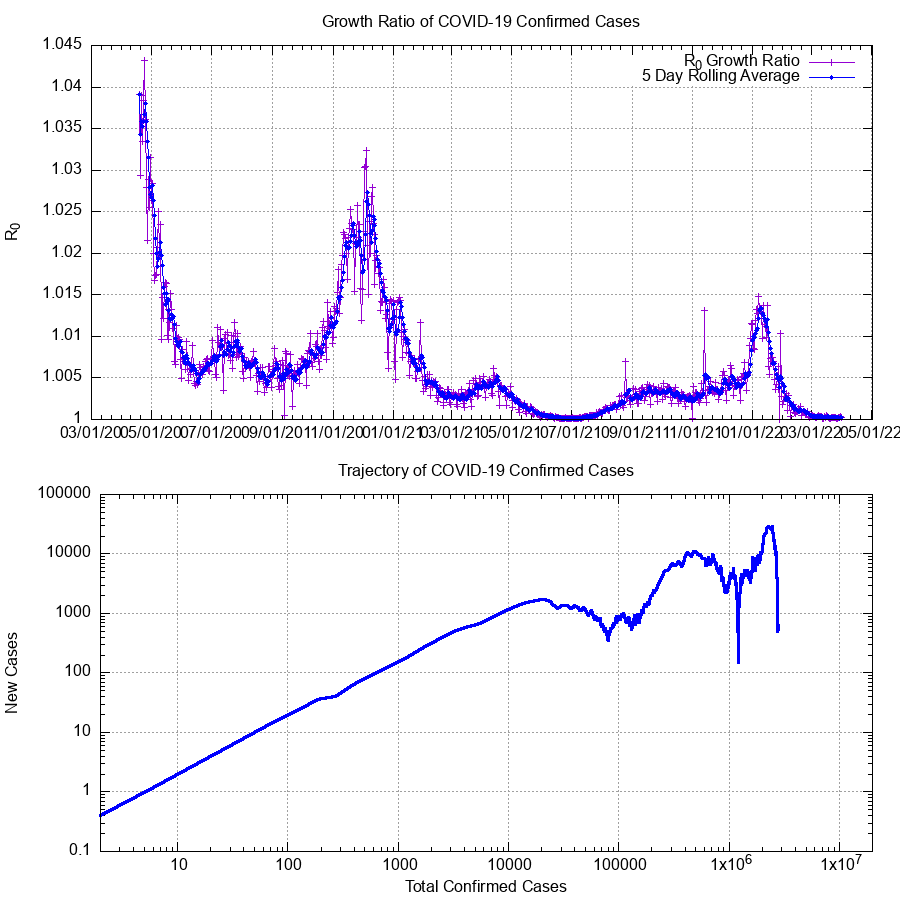 Growth Ratio of COVID-19 Confirmed Cases
R0 Growth Ratio
5 Day Rolling Average
1.045
1.04
1.035
1.03
1.025
1.02
1.015
1.01
1.005
1
R0
03/01/20 05/01/20 07/01/20 09/01/20 11/01/20 01/01/21 03/01/21 05/01/21 07/01/21 09/01/21 11/01/21 01/01/22 03/01/22 05/01/22
Trajectory of COVID-19 Confirmed Cases
100000
10000
1000
100
10
1
0.1
New Cases
10 100 1000 10000 100000 1x10^6 1x10^7
Total Confirmed Cases